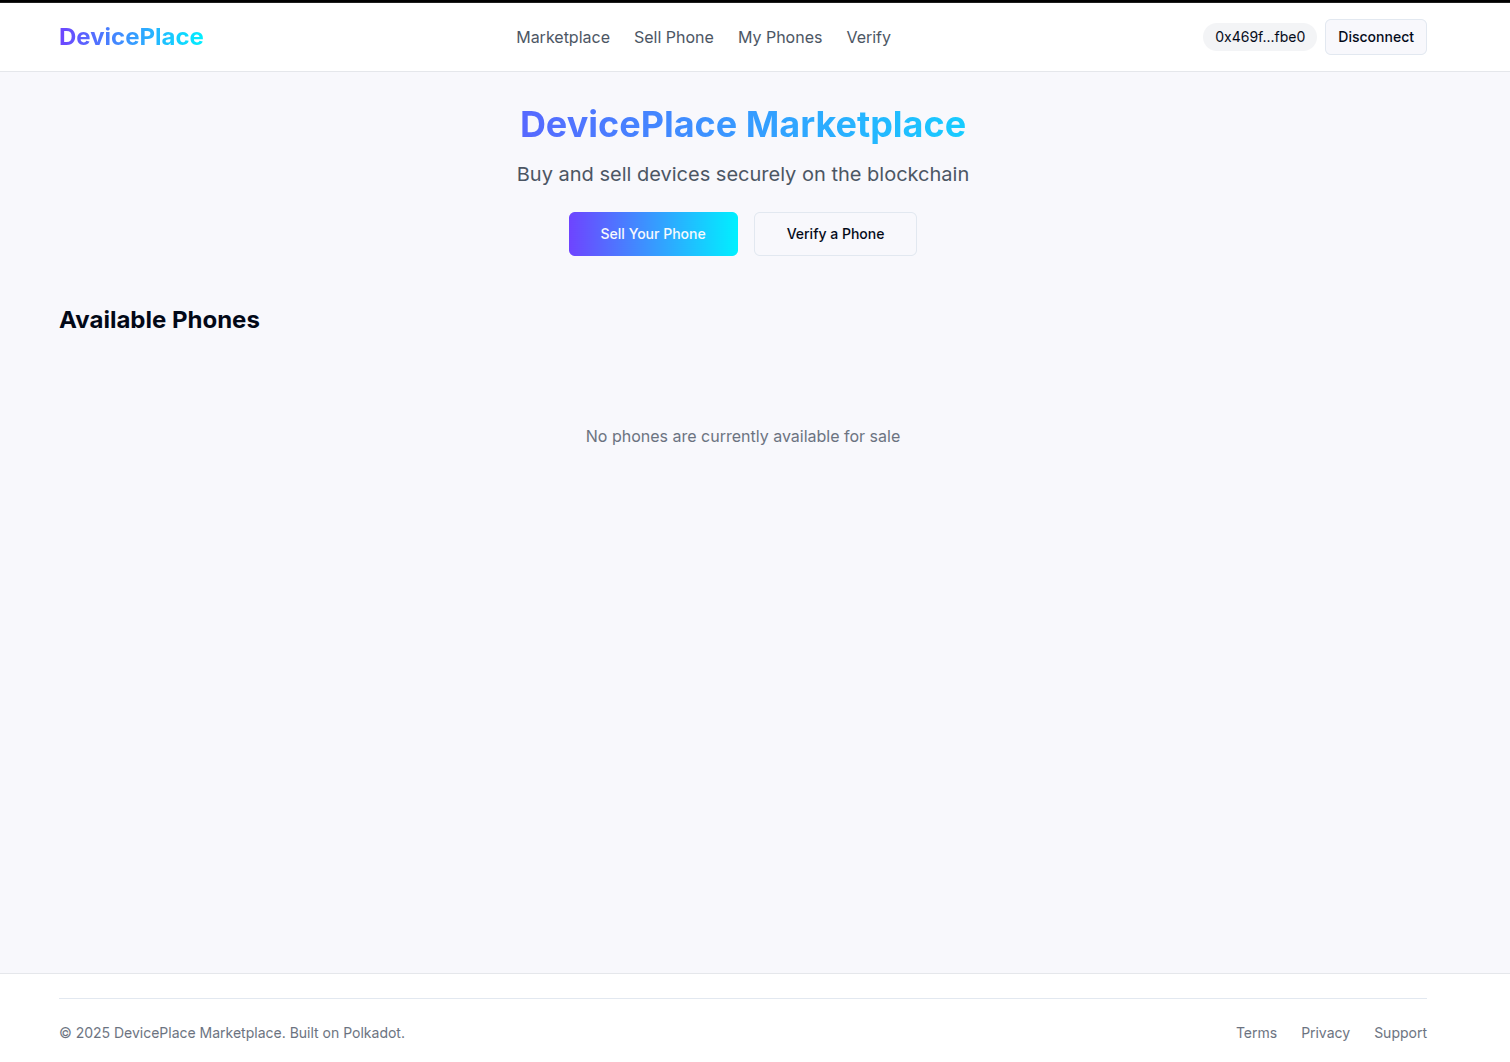 DevicePlace
Marketplace Sell Phone My Phones Verify
0x469f...fbe0 Disconnect
DevicePlace Marketplace
Buy and sell devices securely on the blockchain
Sell Your Phone Verify a Phone
Available Phones
No phones are currently available for sale
© 2025 DevicePlace Marketplace. Built on Polkadot.
Terms Privacy Support